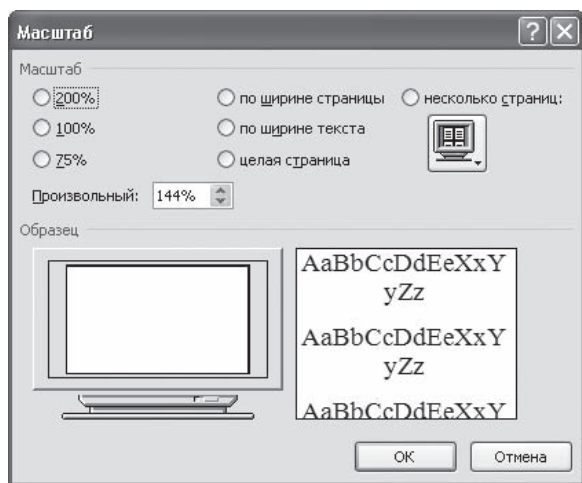 Масштаб
Масштаб
200% по ширине страницы несколько страниц:
100% по ширине текста
75% целая страница
Произвольный: 144%
Образец
AaBbCcDdEeXxY
yZz
AaBbCcDdEeXxY
yZz
AaBbCcDdEeXxY
ОК Отмена